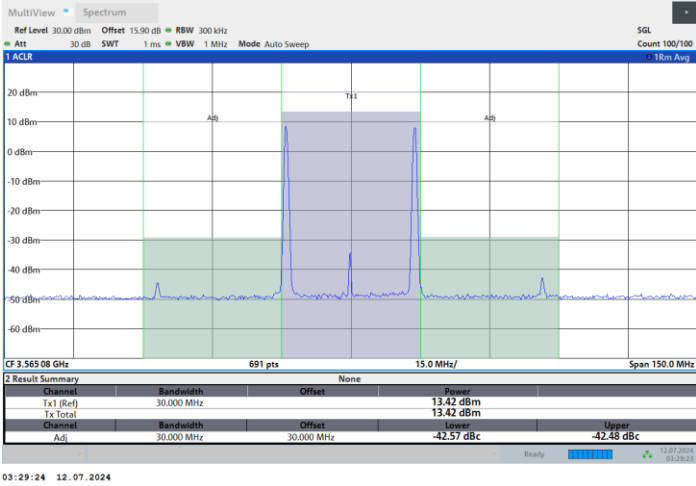 MultiView Spectrum
Ref Level 30.00 dBm Offset 15.90 dB RBW 300 kHz SGL
Att 30 dB SWT 1 ms VBW 1 MHz Mode Auto Sweep Count 100/100
1 ACLR 1Rm Avg
20 dBm
Tx1
10 dBm
Adj Adj
0 dBm
-10 dBm
-20 dBm
-30 dBm
-40 dBm
-50 dBm
-60 dBm
CF 3.565 08 GHz 691 pts 15.0 MHz/ Span 150.0 MHz
2 Result Summary None
Channel Bandwidth Offset Power
Tx1 (Ref) 30.000 MHz 13.42 dBm
Tx Total 13.42 dBm
Channel Bandwidth Offset Lower Upper
Adj 30.000 MHz 30.000 MHz -42.57 dBc -42.48 dBc
Ready 12.07.2024
03:29:23
03:29:24 12.07.2024